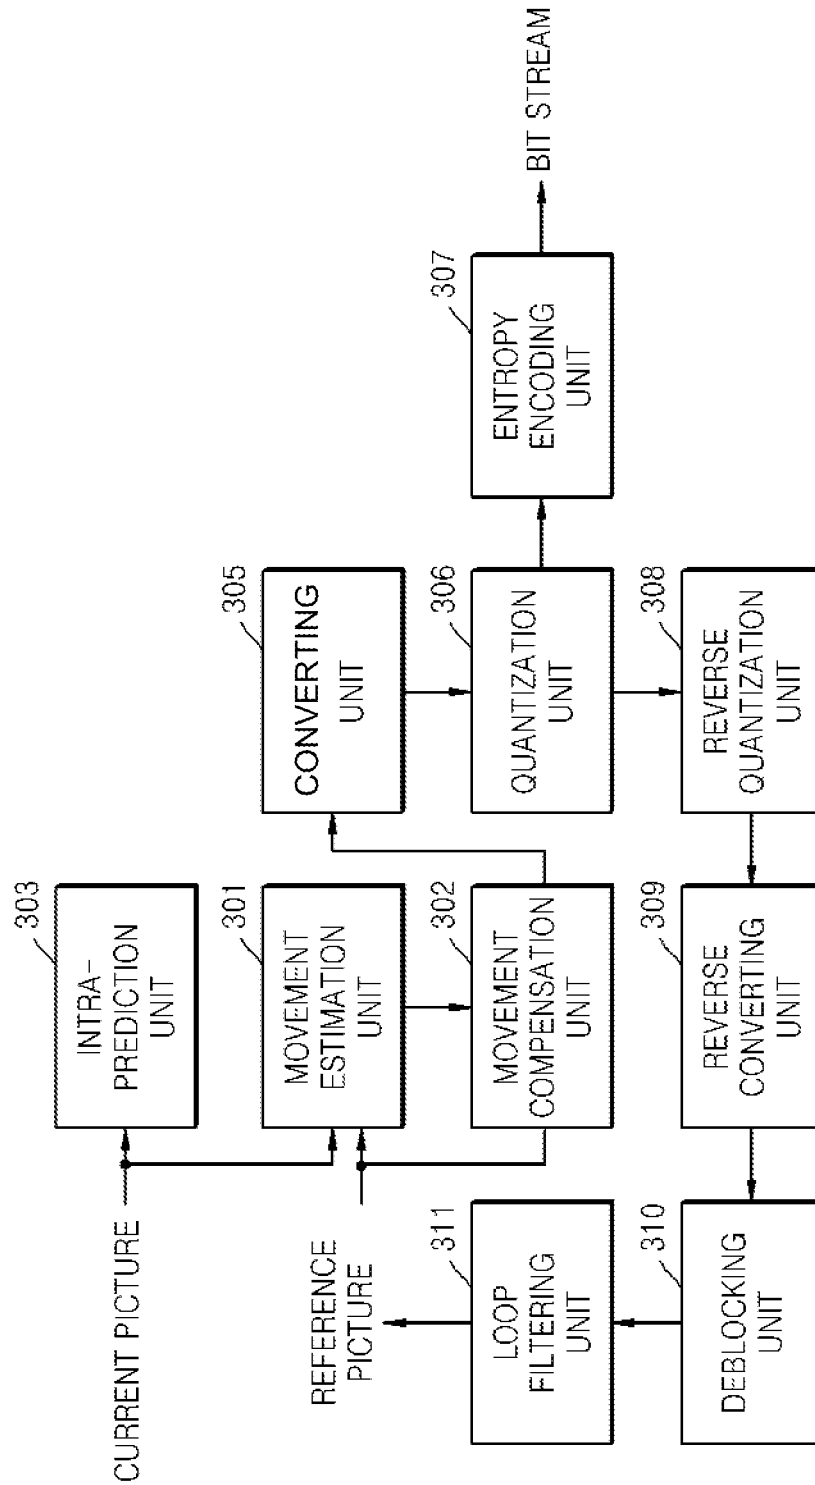 CURRENT PICTURE
303
INTRA-
PREDICTION
UNIT
301
MOVEMENT
ESTIMATION
UNIT
305
CONVERTING
UNIT
REFERENCE
PICTURE
311
LOOP
FILTERING
UNIT
302
MOVEMENT
COMPENSATION
UNIT
306
QUANTIZATION
UNIT
307
ENTROPY
ENCODING
UNIT
BIT STREAM
310
DEBLOCKING
UNIT
309
REVERSE
CONVERTING
UNIT
308
REVERSE
QUANTIZATION
UNIT